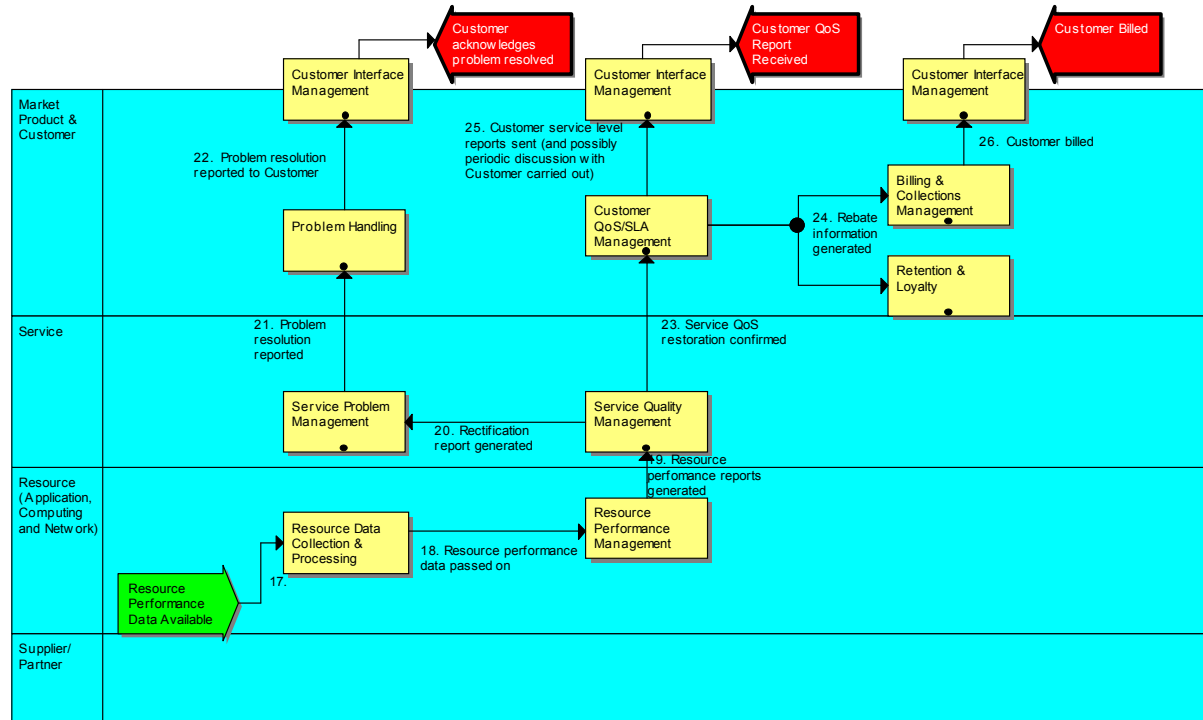 Customer
acknowledges
problem resolved
Customer QoS
Report
Received
Customer Billed
Customer Interface
Management
Customer Interface
Management
Customer Interface
Management
Market
Product &
Customer
22. Problem resolution
reported to Customer
25. Customer service level
reports sent (and possibly
periodic discussion with
Customer carried out)
26. Customer billed
Problem Handling
Customer
QoS/SLA
Management
24. Rebate
information
generated
Billing &
Collections
Management
Retention &
Loyalty
Service
21. Problem
resolution
reported
23. Service QoS
restoration confirmed
Service Problem
Management
20. Rectification
report generated
Service Quality
Management
19. Resource
perfomance reports
generated
Resource
(Application,
Computing
and Network)
Resource Data
Collection &
Processing
18. Resource performance
data passed on
Resource
Performance
Management
17.
Resource
Performance
Data Available
Supplier/
Partner